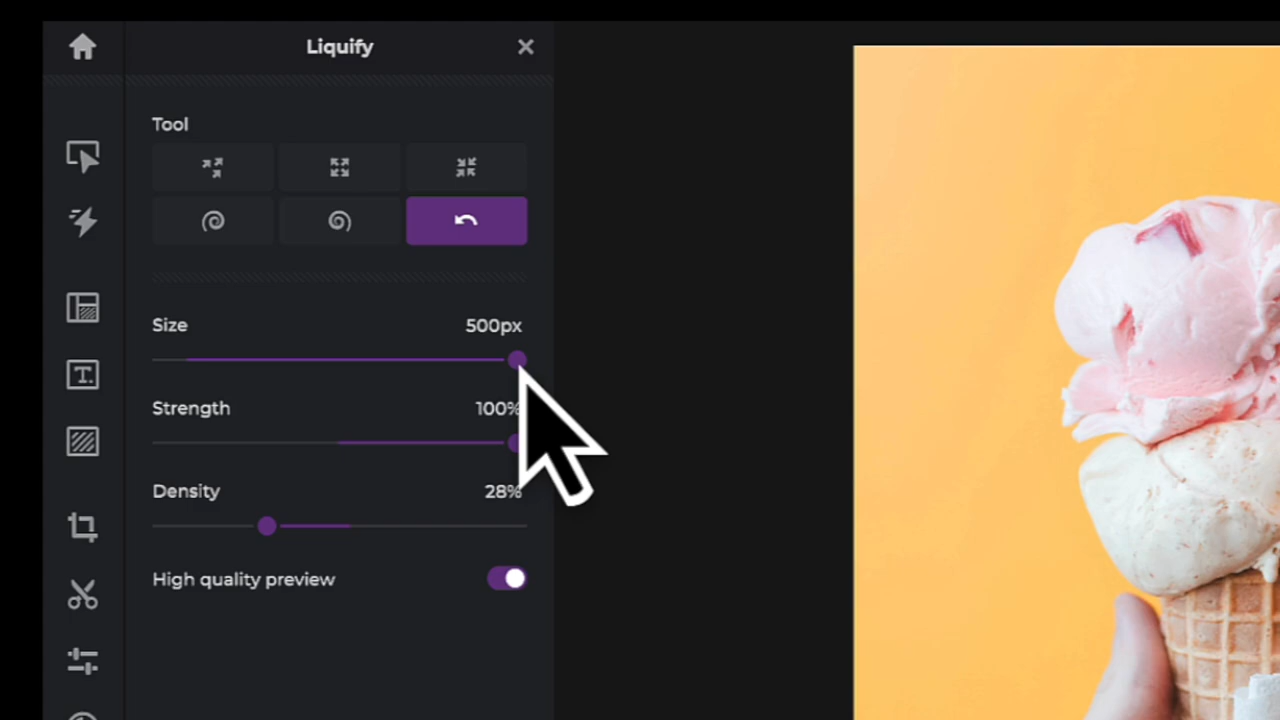 Liquify
Tool
Size 500px
Strength 100%
Density 28%
High quality preview
T.